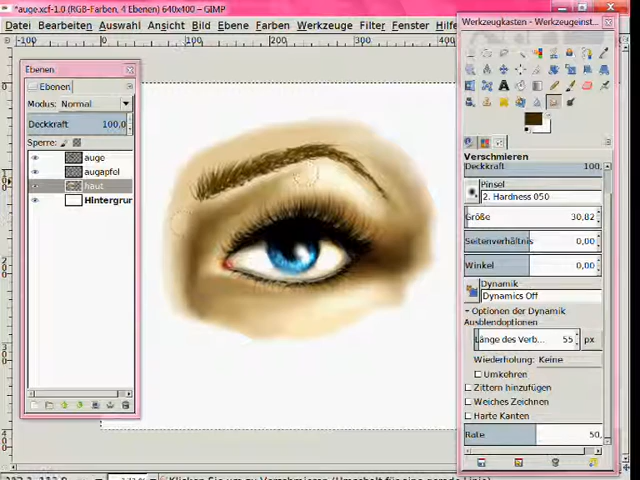 *auge.xcf-1.0 (RGB-Farben, 4 Ebenen) 640x400 – GIMP
Datei Bearbeiten Auswahl Ansicht Bild Ebene Farben Werkzeuge Filter Fenster Hilfe
-100 0 100 200 300 400
Werkzeugkasten - Werkzeugeinst...
Ebenen
Ebenen
Modus: Normal
Deckkraft 100,0
Sperre:
auge
augapfel
haut
Hintergrur
Verschmieren
Deckkraft 100,
Pinsel
2. Hardness 050
Größe 30,82
Seitenverhältnis 0,00
Winkel 0,00
Dynamik
Dynamics Off
Optionen der Dynamik
Ausblendoptionen
Länge des Verb... 55 px
Wiederholung: Keine
Umkehren
Zittern hinzufügen
Weiches Zeichnen
Harte Kanten
Rate 50,